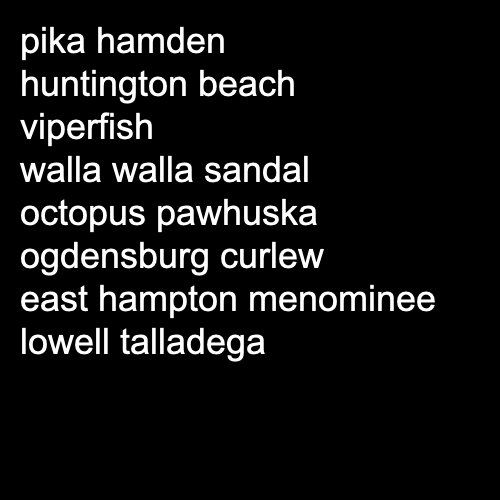 pika hamden
huntington beach
viperfish
walla walla sandal
octopus pawhuska
ogdensburg curlew
east hampton menominee
lowell talladega